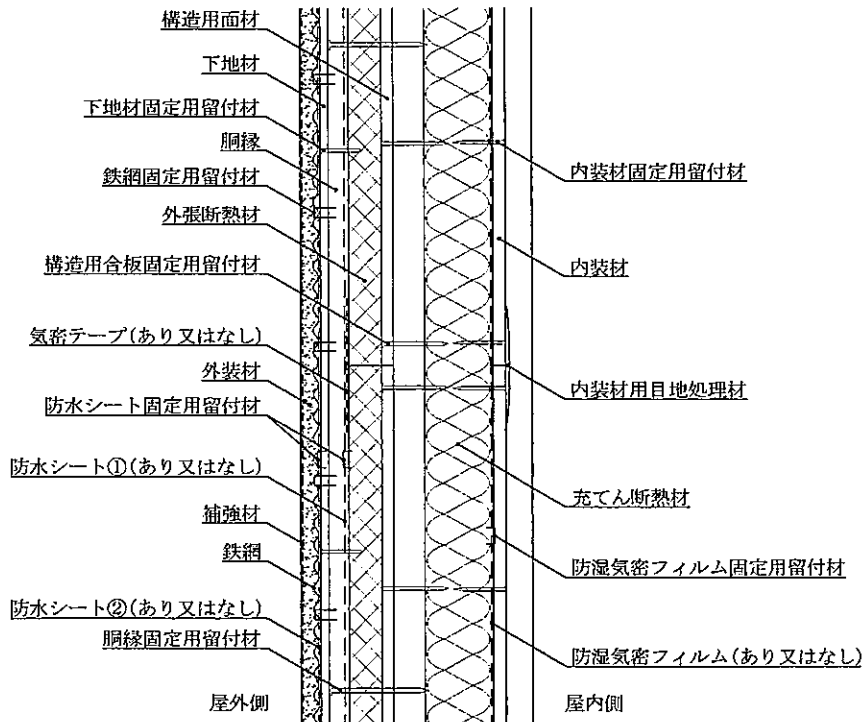 構造用面材
下地材
下地材固定用留付材
胴縁
鉄網固定用留付材
外張断熱材
構造用合板固定用留付材
気密テープ(あり又はなし)
外装材
防水シート固定用留付材
防水シート①(あり又はなし)
補強材
鉄網
防水シート②(あり又はなし)
胴縁固定用留付材
屋外側
内装材固定用留付材
内装材
内装材用目地処理材
充てん断熱材
防湿気密フィルム固定用留付材
防湿気密フィルム(あり又はなし)
屋内側